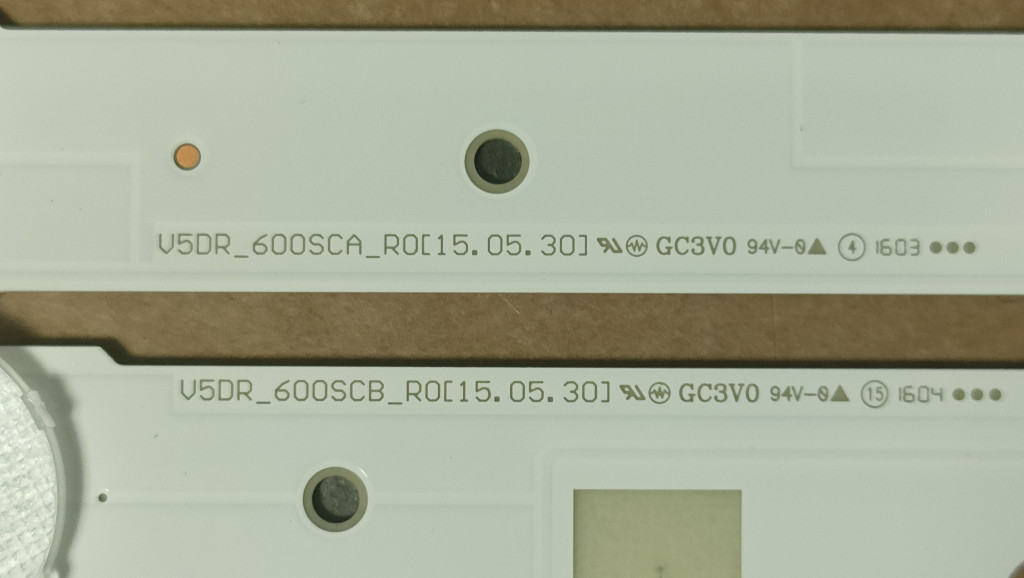 V5DR_600SCA_R0[15.05.30] GC3V0 94V-0▲ ④ 1603 ●●●
V5DR_600SCB_R0[15.05.30] GC3V0 94V-0▲ ⑮ 1604 ●●●